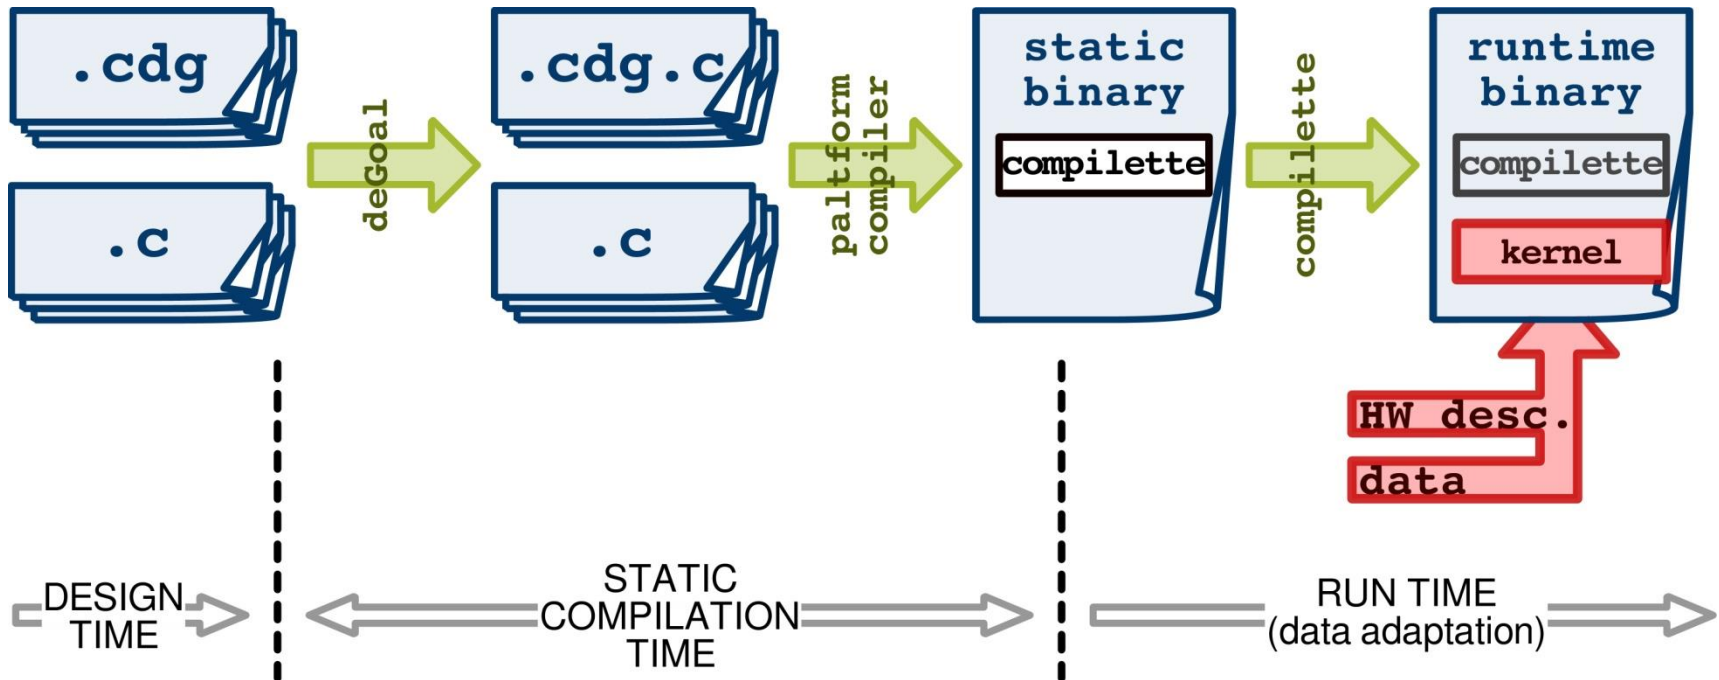 .cdg
.c
deGoal
.cdg.c
.c
paltform
compiler
static
binary
compilette
compilette
runtime
binary
compilette
kernel
HW desc.
data
DESIGN
TIME
STATIC
COMPILATION
TIME
RUN TIME
(data adaptation)